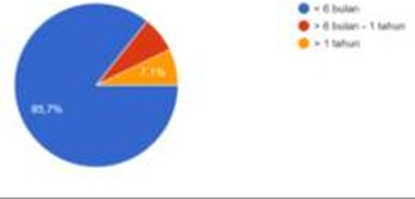 < 6 bulan
> 6 bulan - 1 tahun
> 1 tahun
7,1%
85,7%